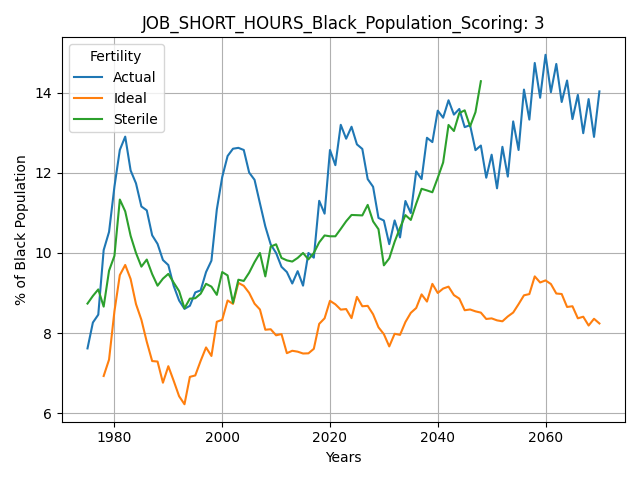 JOB_SHORT_HOURS_Black_Population_Scoring: 3
Fertility
Actual
Ideal
Sterile
% of Black Population
14
12
10
8
6
1980 2000 2020 2040 2060
Years